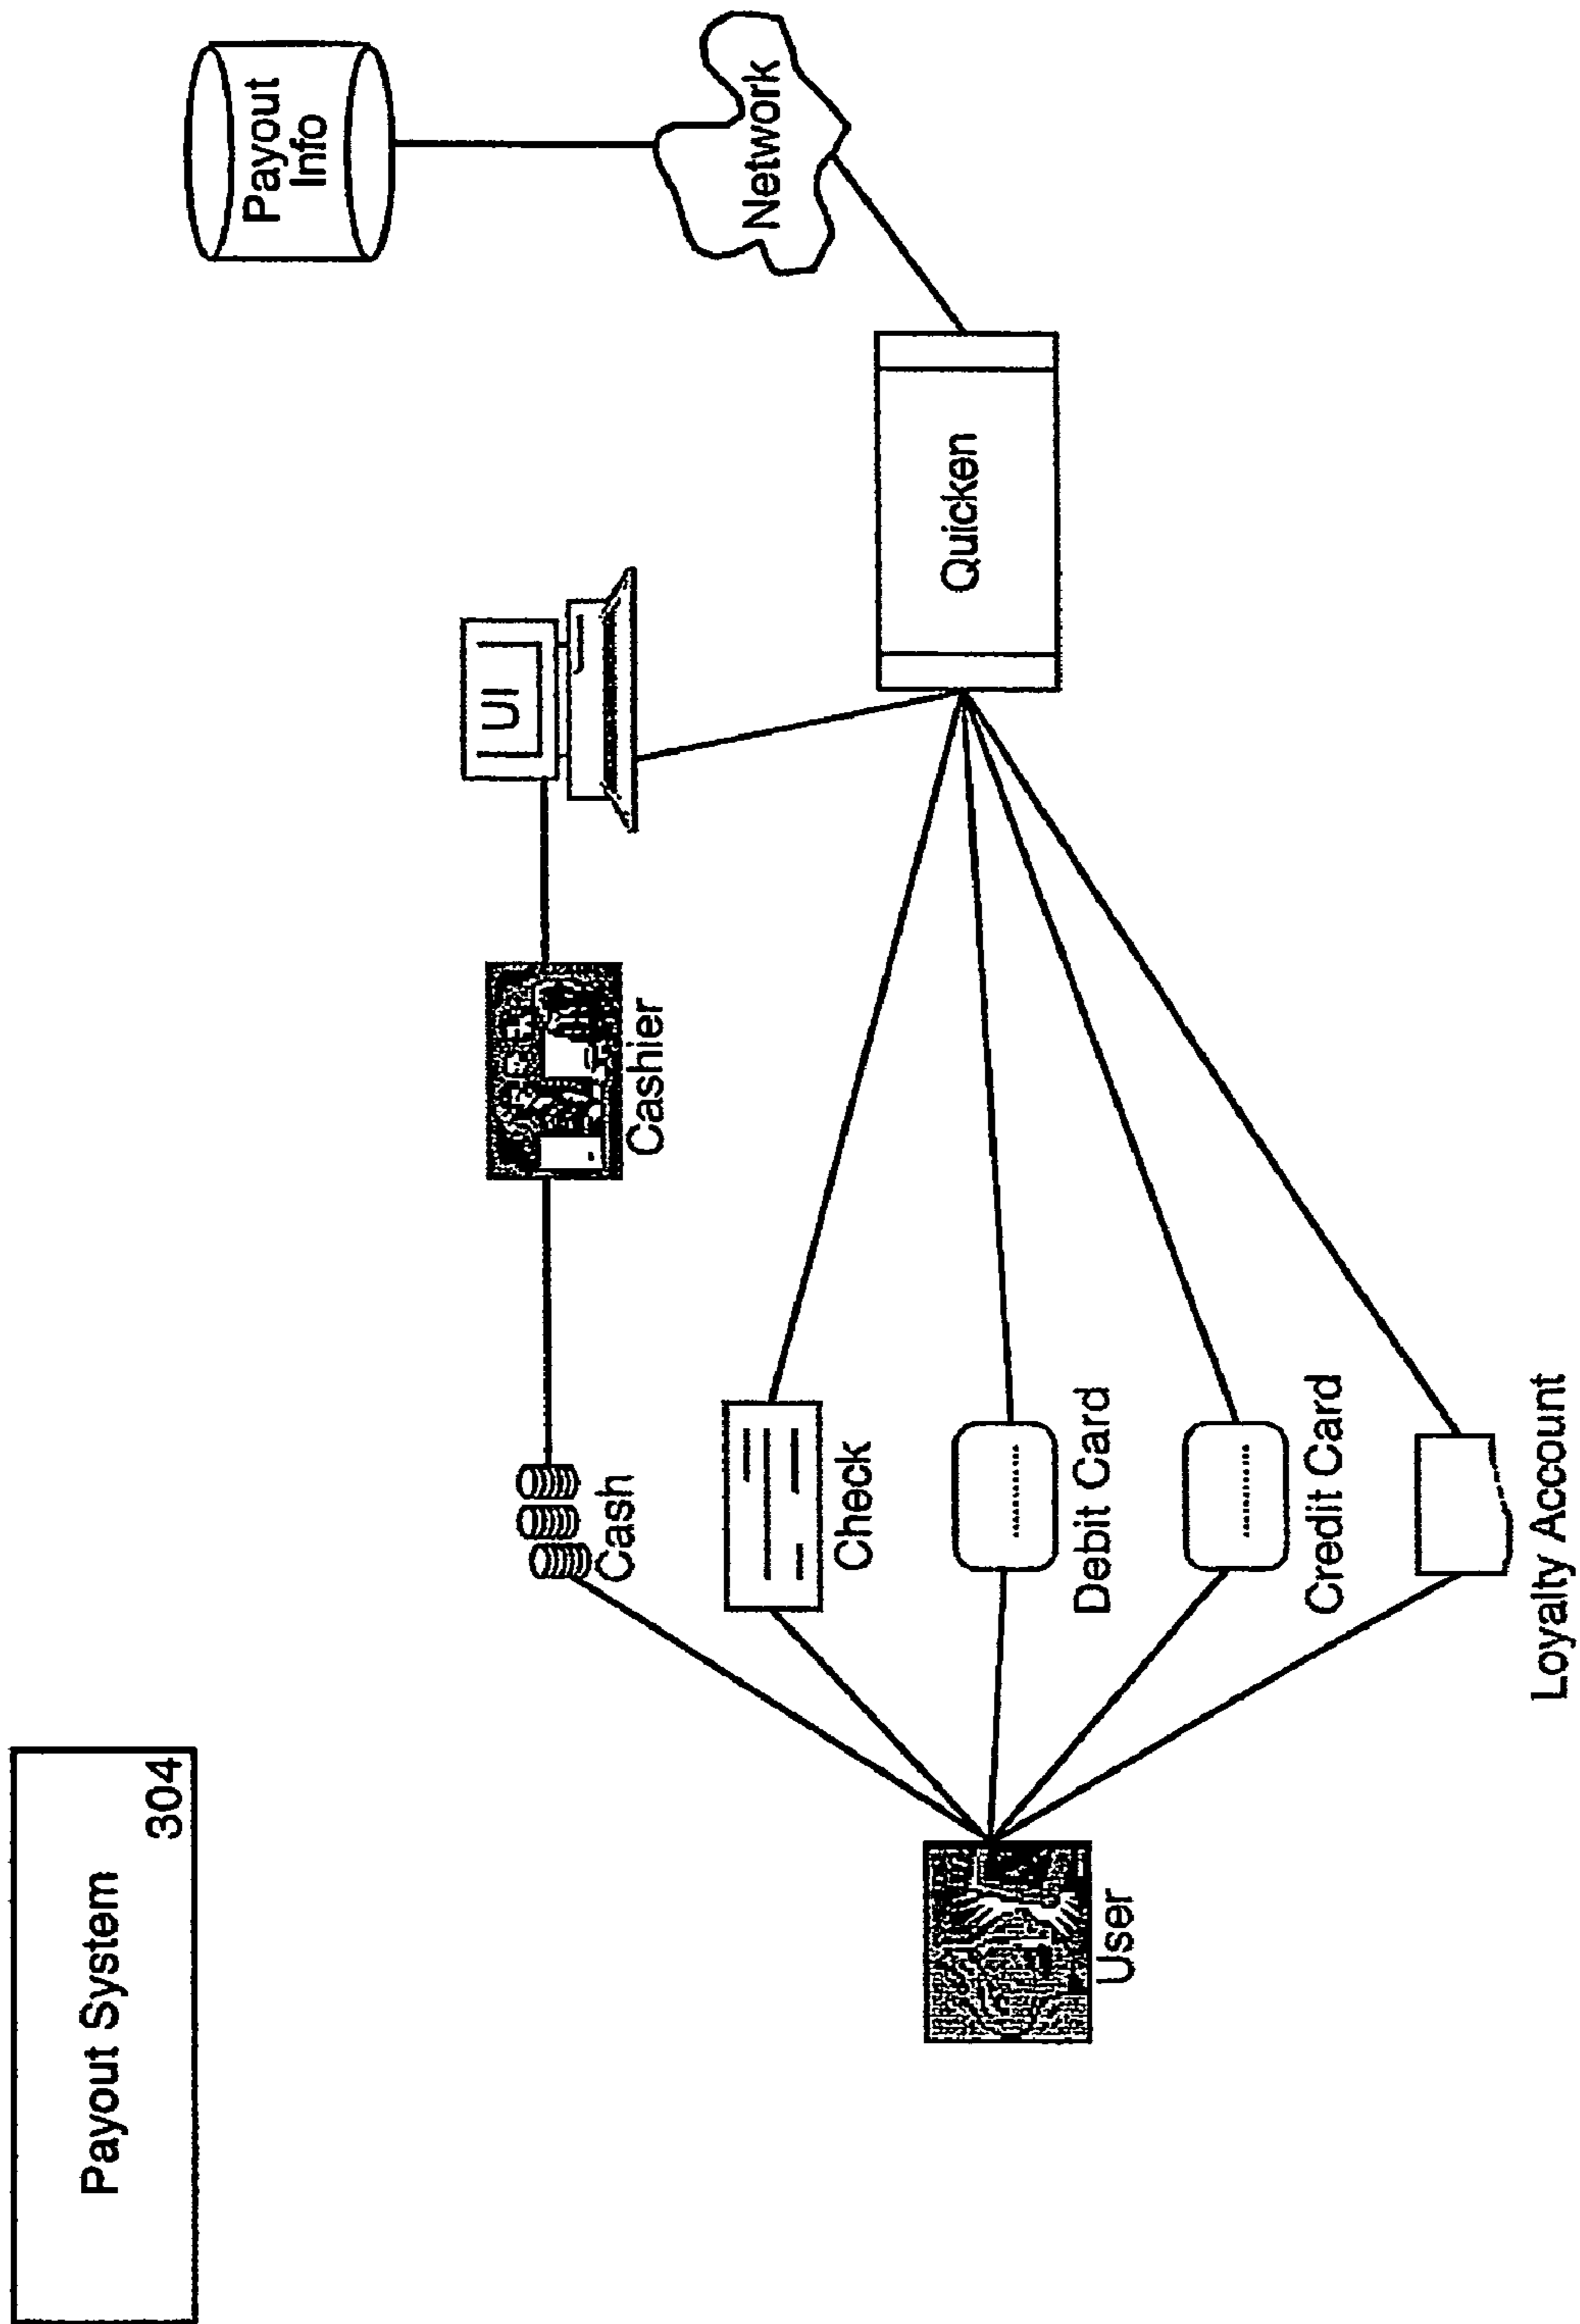 Payout System
304
Payout
Info
Network
UI
Quicken
Cashier
Cash
Check
Debit Card
Credit Card
Loyalty Account
User